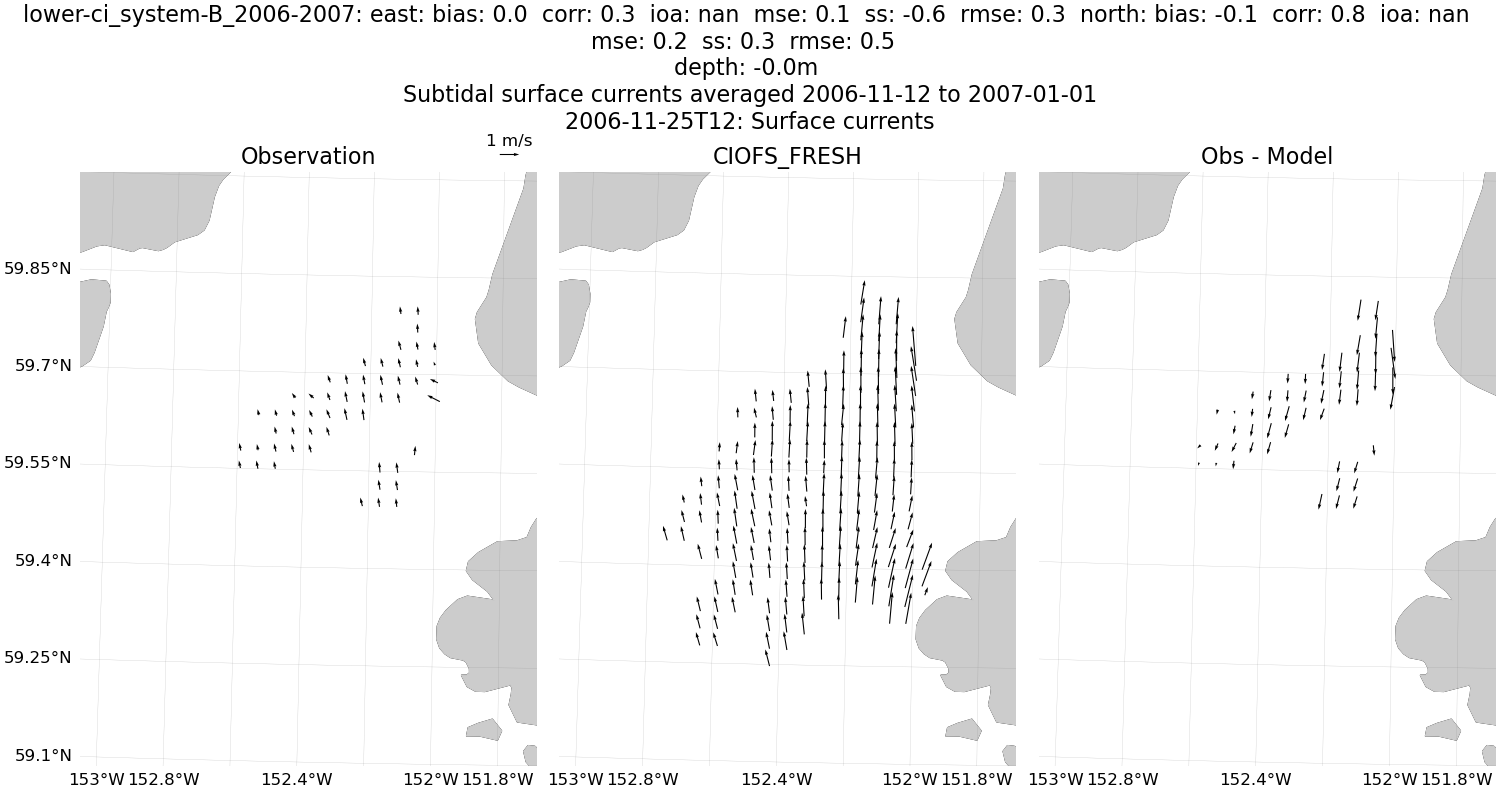 lower-ci_system-B_2006-2007: east: bias: 0.0  corr: 0.3  ioa: nan  mse: 0.1  ss: -0.6  rmse: 0.3  north: bias: -0.1  corr: 0.8  ioa: nan
mse: 0.2  ss: 0.3  rmse: 0.5
depth: -0.0m
Subtidal surface currents averaged 2006-11-12 to 2007-01-01
2006-11-25T12: Surface currents
1 m/s
Observation
CIOFS_FRESH
Obs - Model
59.85°N
59.7°N
59.55°N
59.4°N
59.25°N
59.1°N
153°W 152.8°W 152.4°W 152°W 151.8°W
153°W 152.8°W 152.4°W 152°W 151.8°W
153°W 152.8°W 152.4°W 152°W 151.8°W